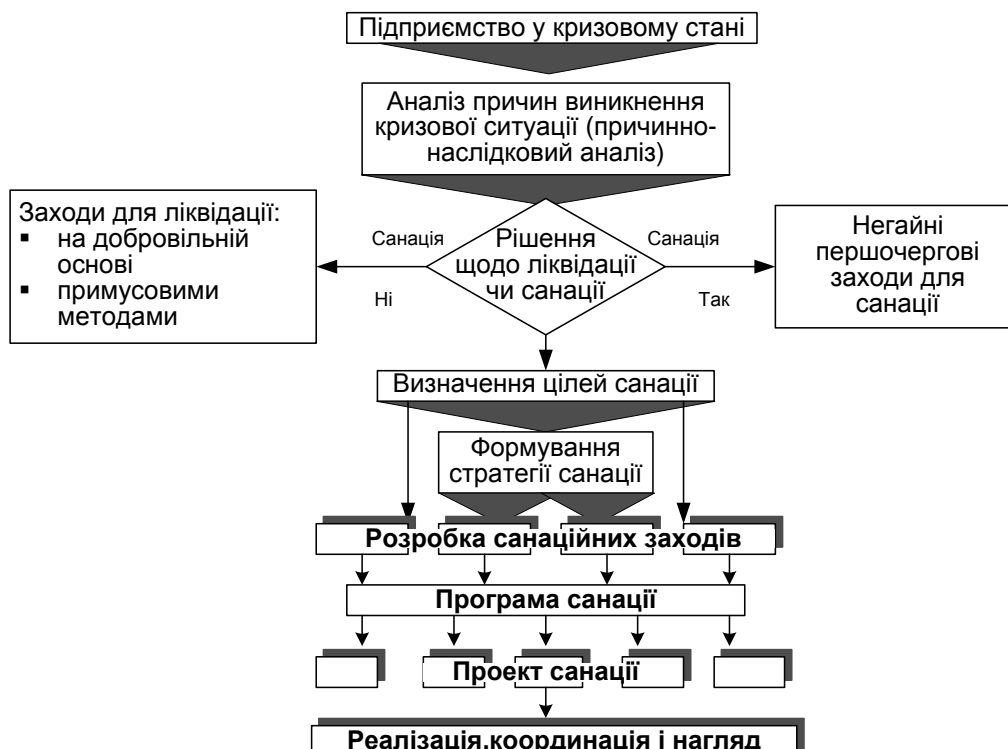 Підприємство у кризовому стані
Аналіз причин виникнення
кризової ситуації (причинно-
наслідковий аналіз)
Заходи для ліквідації:
▪ на добровільній
основі
▪ примусовими
методами
Санація
Ні
Рішення
щодо ліквідації
чи санації
Санація
Так
Негайні
першочергові
заходи для
санації
Визначення цілей санації
Формування
стратегії санації
Розробка санаційних заходів
Програма санації
Проект санації
Реалізація,координація і нагляд